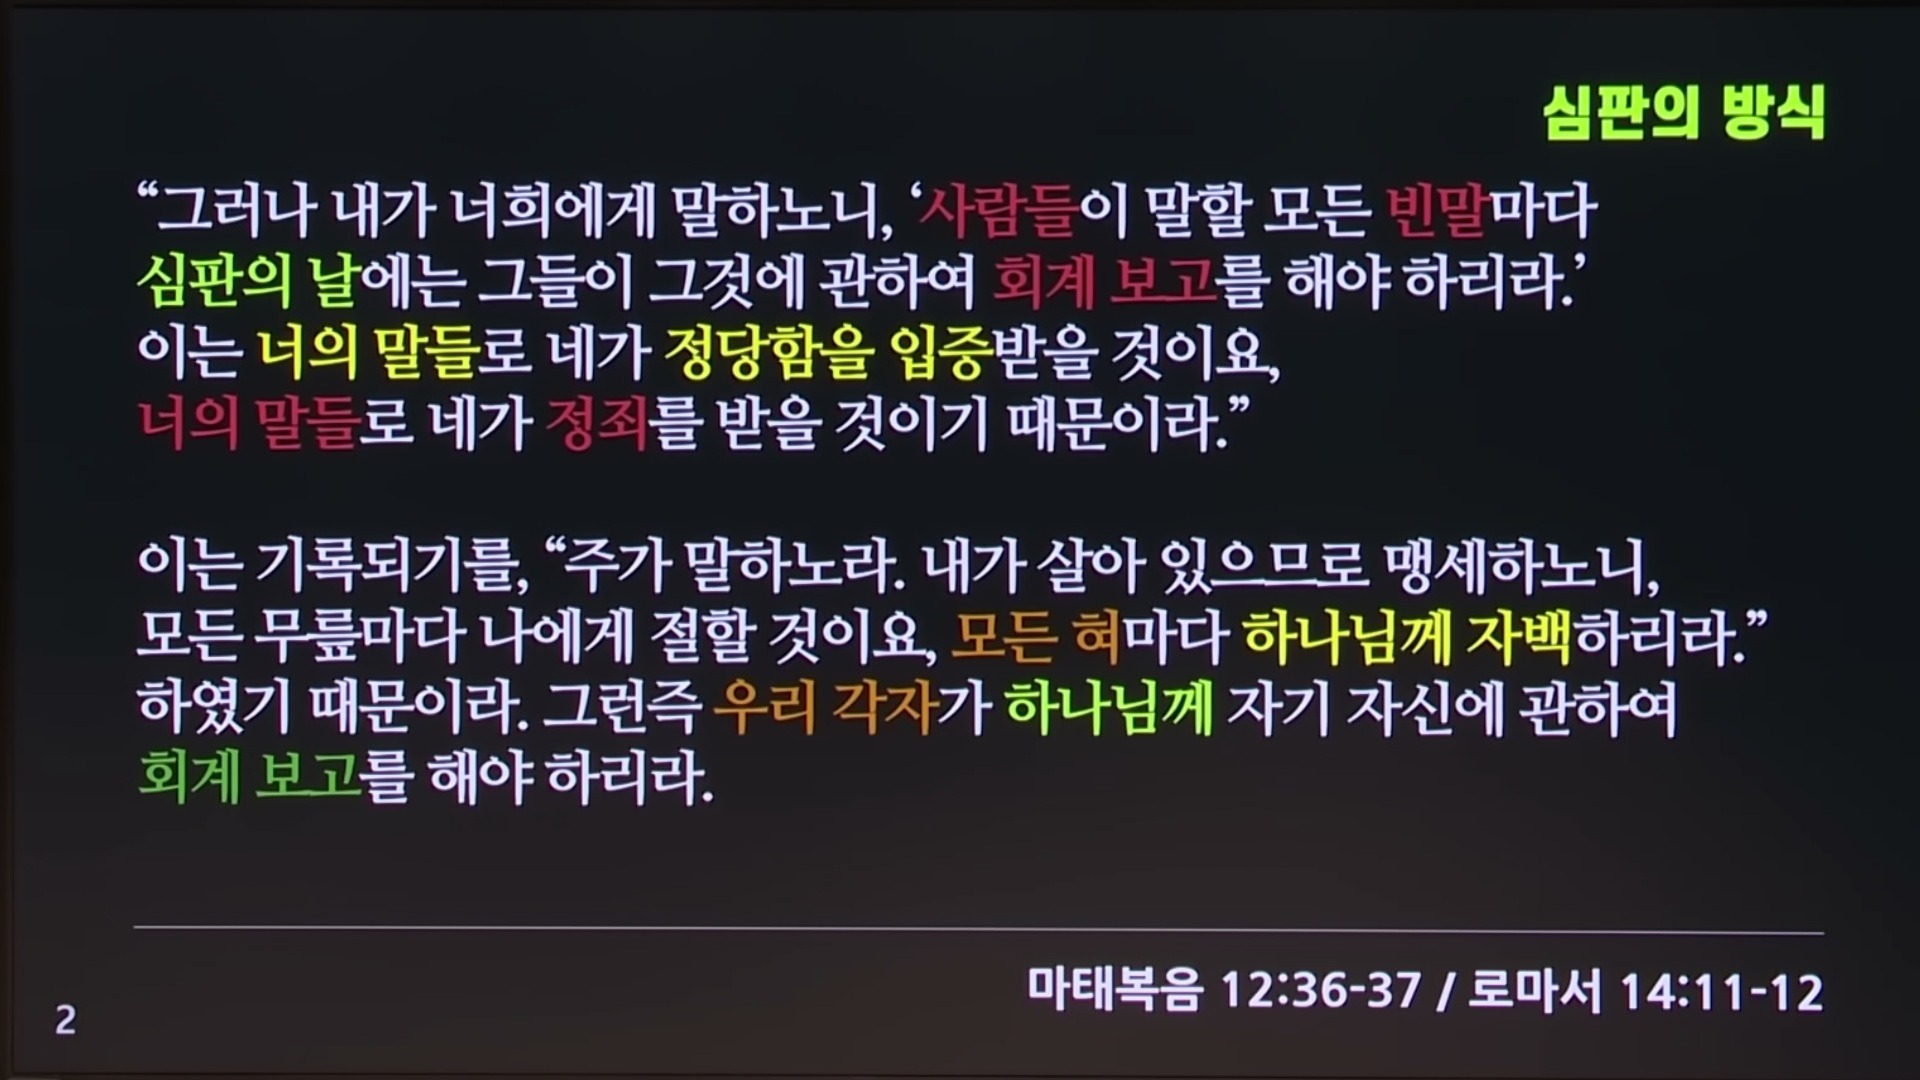 심판의 방식
“그러나 내가 너희에게 말하노니, ‘사람들이 말할 모든 빈말마다
심판의 날에는 그들이 그것에 관하여 회계 보고를 해야 하리라.’
이는 너의 말들로 네가 정당함을 입증받을 것이요,
너의 말들로 네가 정죄를 받을 것이기 때문이라.”
이는 기록되기를, “주가 말하노라. 내가 살아 있으므로 맹세하노니,
모든 무릎마다 나에게 절할 것이요, 모든 혀마다 하나님께 자백하리라.”
하였기 때문이라. 그런즉 우리 각자가 하나님께 자기 자신에 관하여
회계 보고를 해야 하리라.
마태복음 12:36-37 / 로마서 14:11-12
2